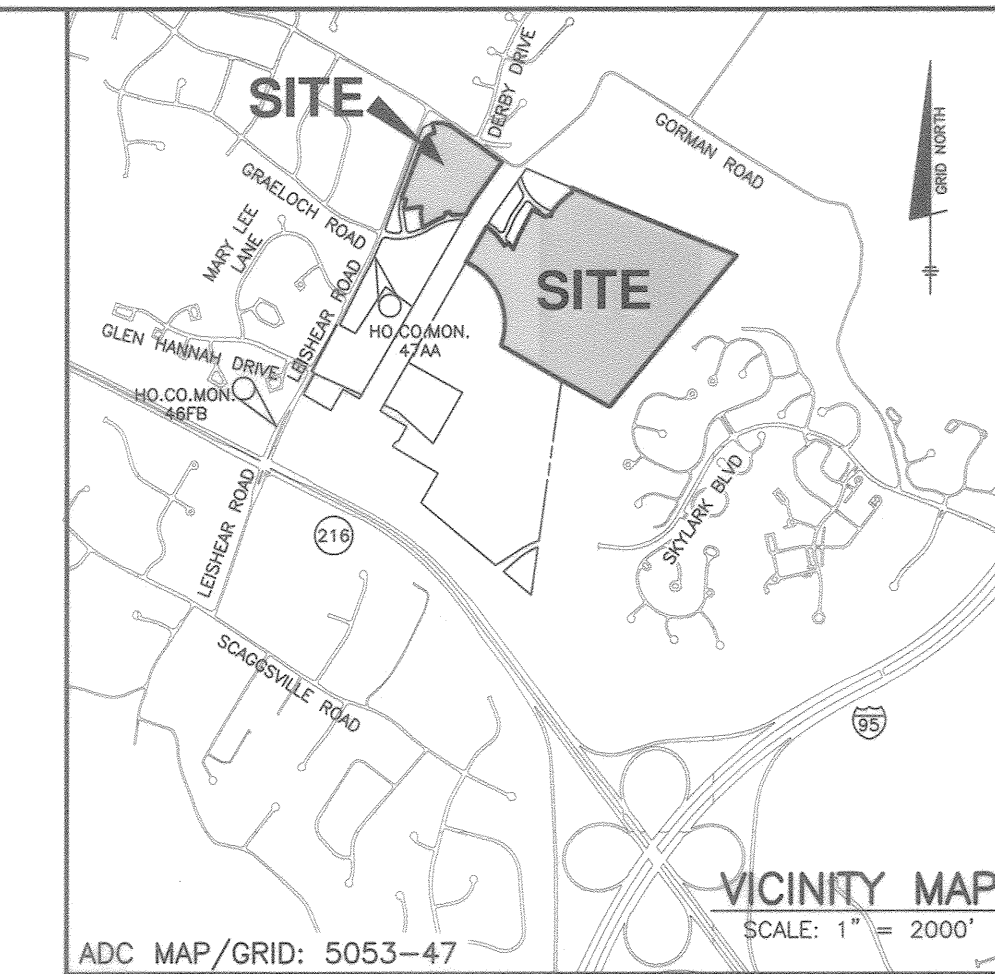 SITE
DERBY DRIVE
GORMAN ROAD
GRID NORTH
GRAELOCH ROAD
MARY LEE
LANE
SITE
LEISHEAR ROAD
HO.CO.MON.
47AA
GLEN HANNAH DRIVE
HO.CO.MON.
46FB
LEISHEAR ROAD
216
SKYLARK BLVD
SCAGGSVILLE ROAD
95
VICINITY MAP
SCALE: 1" = 2000'
ADC MAP/GRID: 5053-47